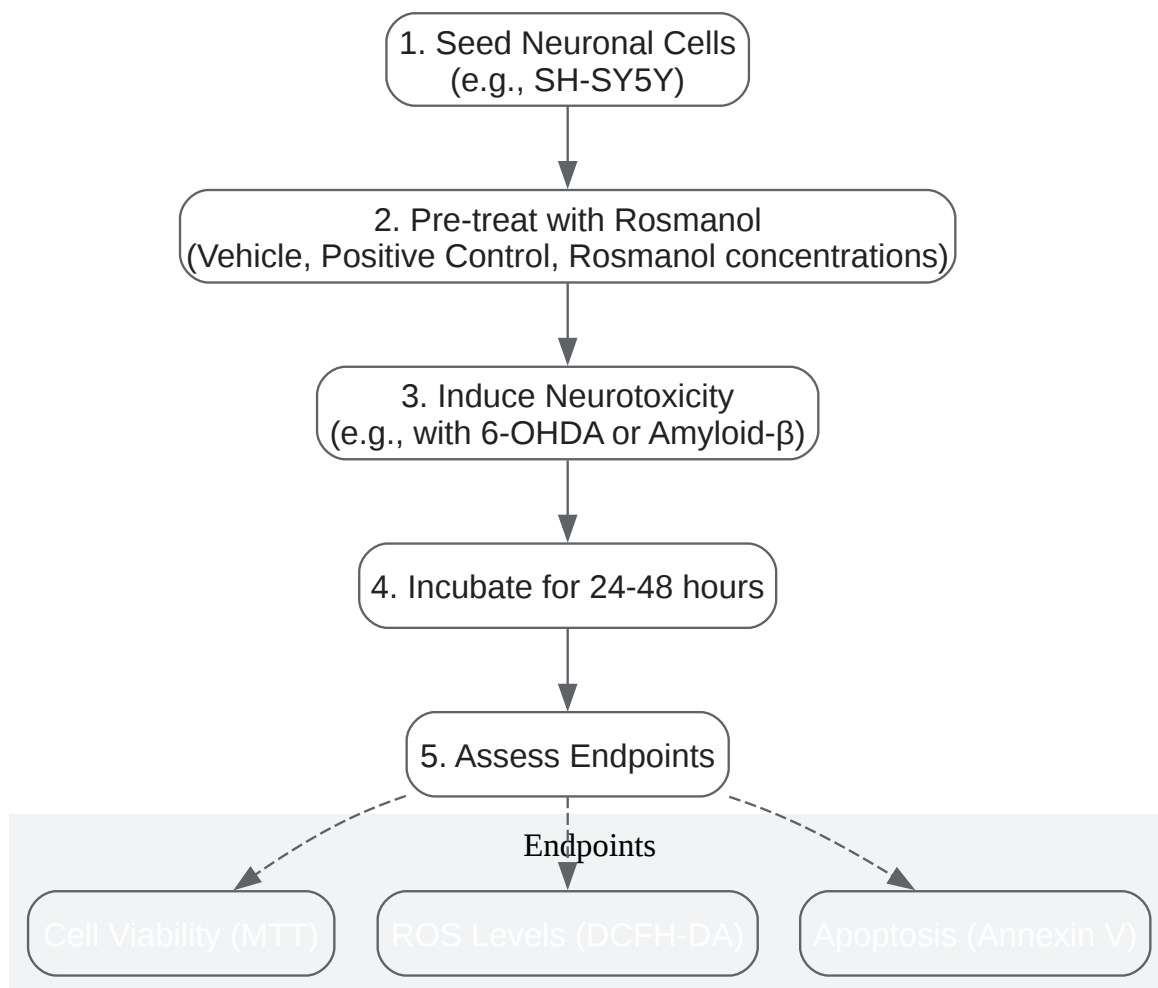 1. Seed Neuronal Cells
(e.g., SH-SY5Y)
2. Pre-treat with Rosmanol
(Vehicle, Positive Control, Rosmanol concentrations)
3. Induce Neurotoxicity
(e.g., with 6-OHDA or Amyloid-β)
4. Incubate for 24-48 hours
5. Assess Endpoints
Endpoints
Cell Viability (MTT)
ROS Levels (DCFH-DA)
Apoptosis (Annexin V)